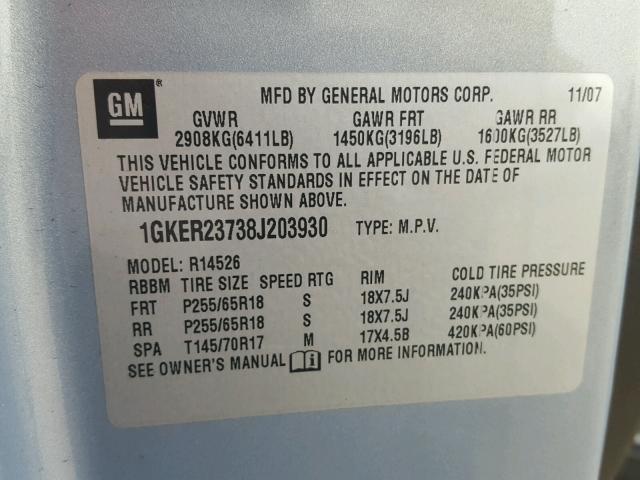 GM ®
MFD BY GENERAL MOTORS CORP. 11/07
GVWR GAWR FRT GAWR RR
2908KG(6411LB) 1450KG(3196LB) 1600KG(3527LB)
THIS VEHICLE CONFORMS TO ALL APPLICABLE U.S. FEDERAL MOTOR
VEHICLE SAFETY STANDARDS IN EFFECT ON THE DATE OF
MANUFACTURE SHOWN ABOVE.
1GKER23738J203930 TYPE: M.P.V.
MODEL: R14526
RBBM TIRE SIZE SPEED RTG RIM COLD TIRE PRESSURE
FRT P255/65R18 S 18X7.5J 240KPA(35PSI)
RR P255/65R18 S 18X7.5J 240KPA(35PSI)
SPA T145/70R17 M 17X4.5B 420KPA(60PSI)
SEE OWNER'S MANUAL i FOR MORE INFORMATION.